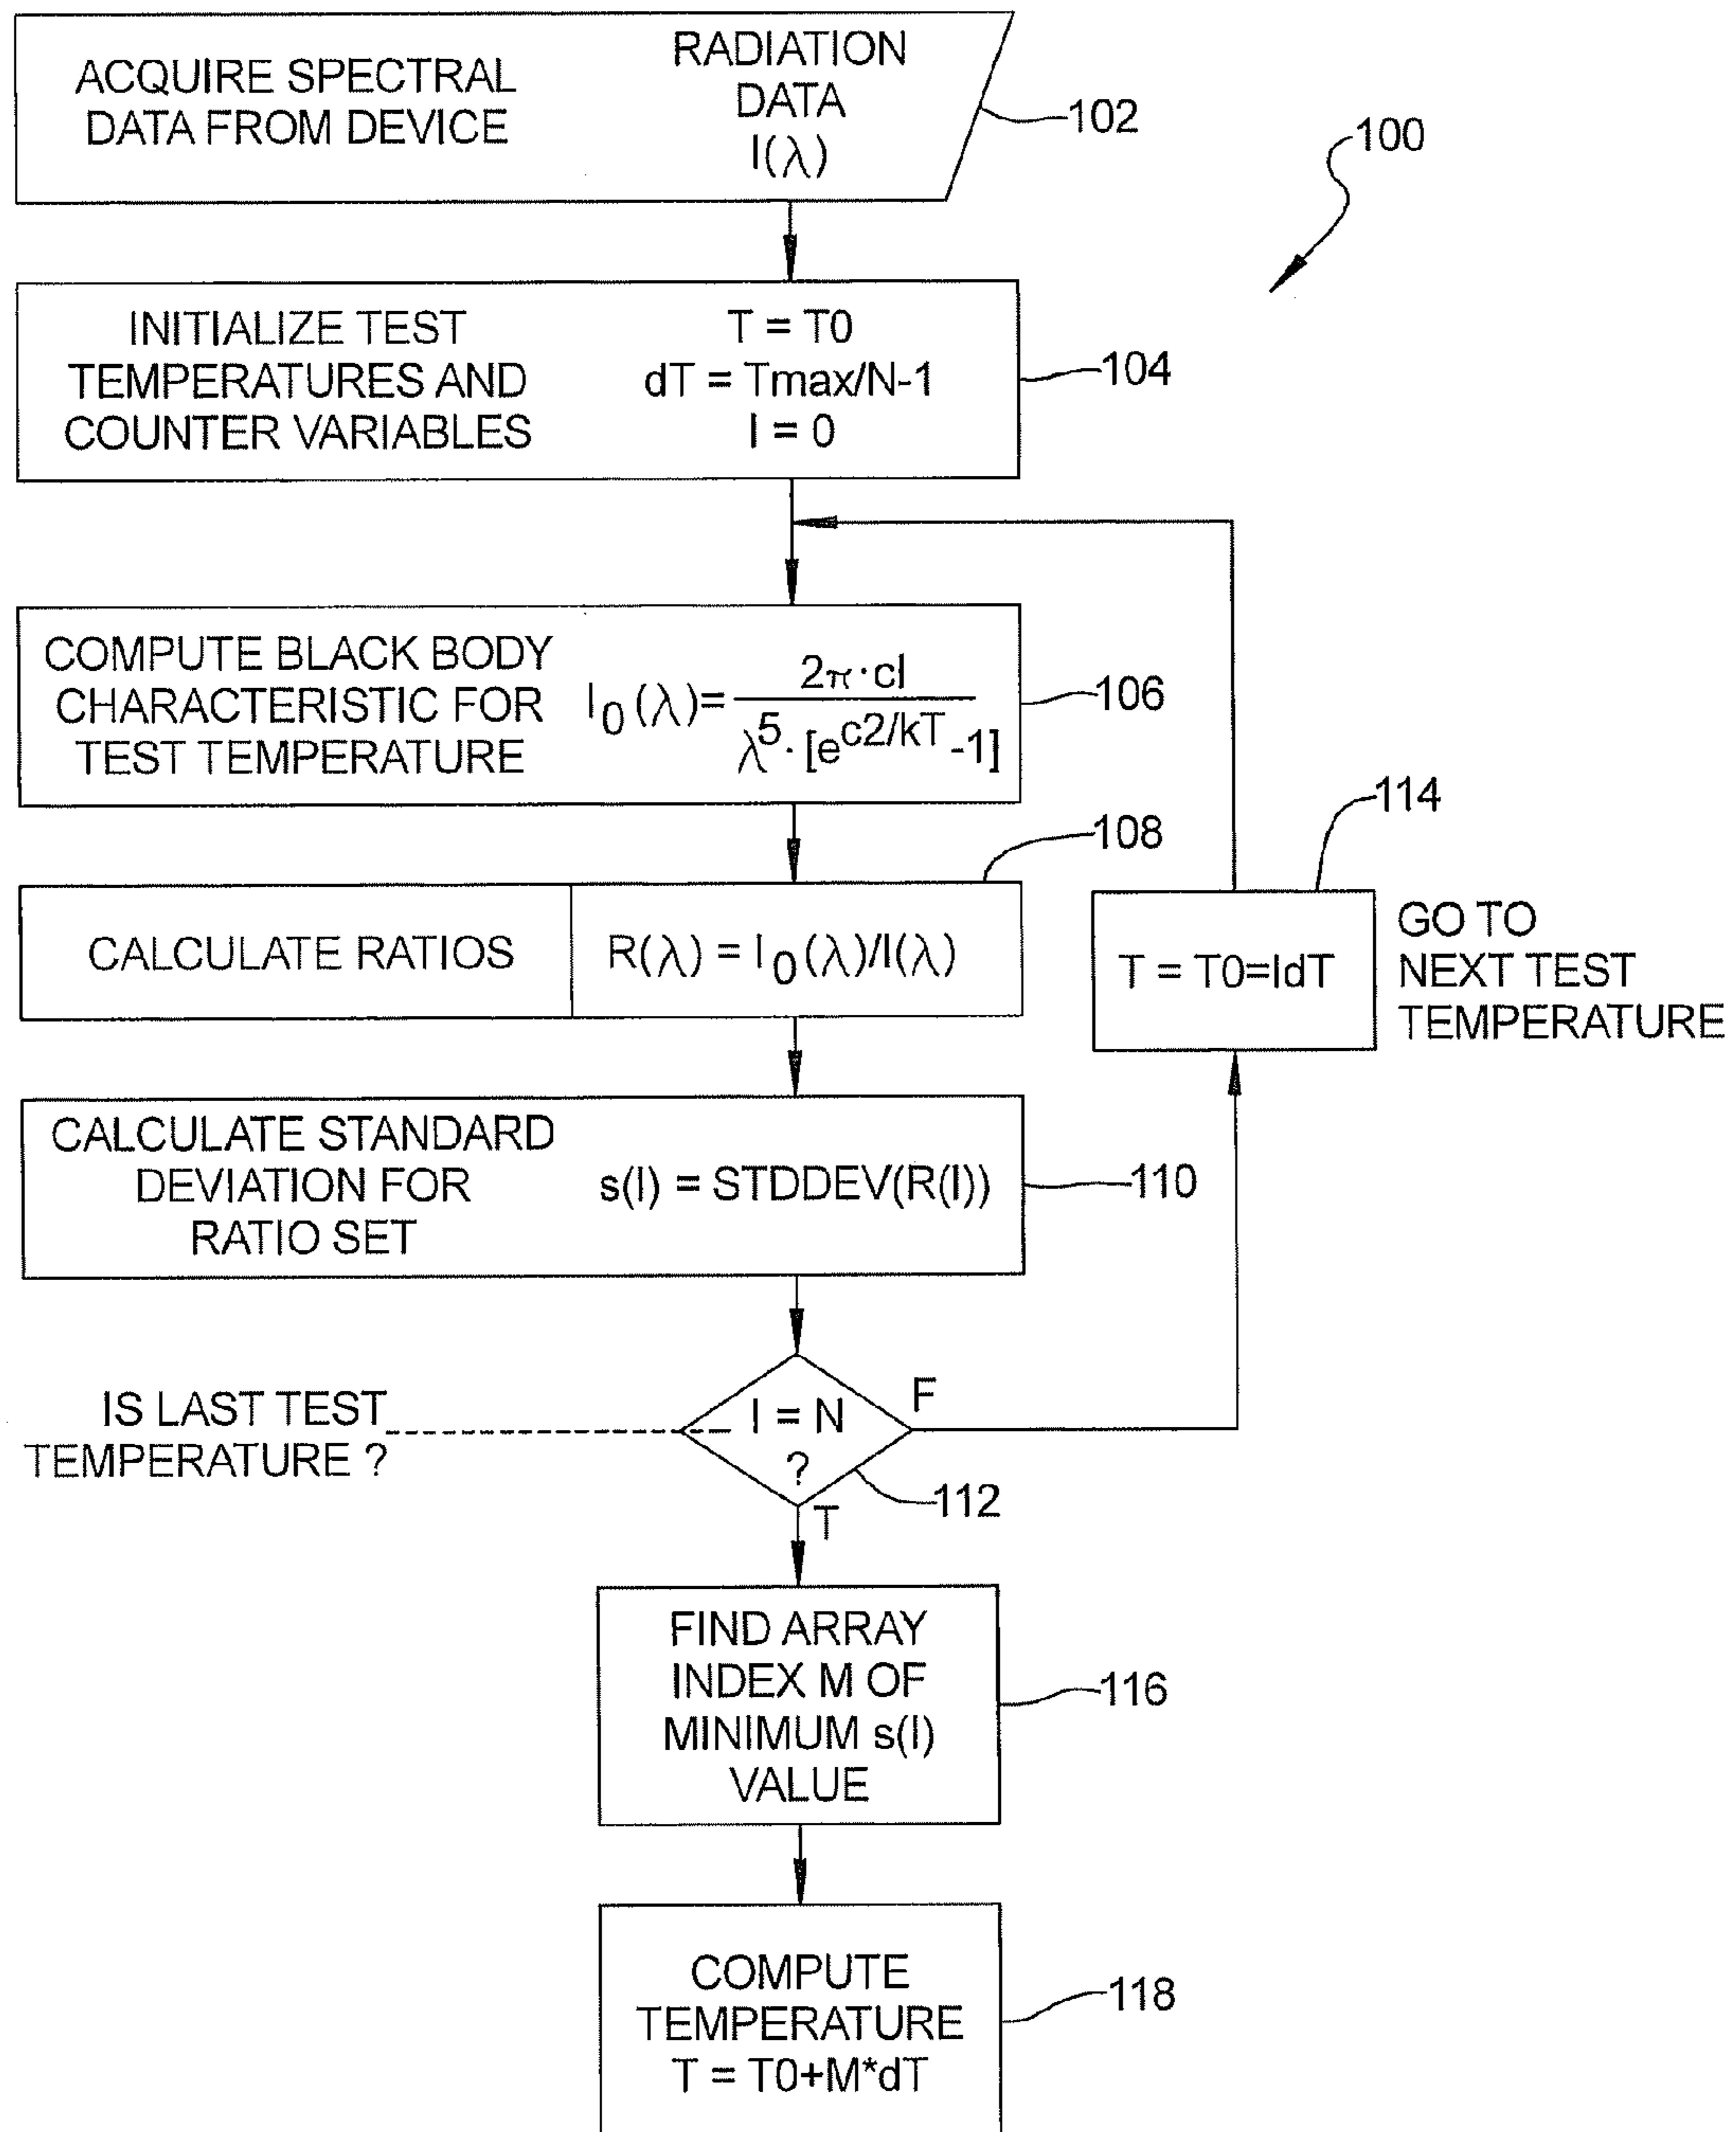 ACQUIRE SPECTRAL
DATA FROM DEVICE
RADIATION
DATA
I(λ)
102
100
INITIALIZE TEST
TEMPERATURES AND
COUNTER VARIABLES
T = T0
dT = Tmax/N-1
I = 0
104
COMPUTE BLACK BODY
CHARACTERISTIC FOR
TEST TEMPERATURE
I₀(λ)= 2π·cI / λ⁵·[e^c2/kT -1]
106
108
CALCULATE RATIOS
R(λ) = I₀(λ)/I(λ)
114
T = T0=IdT
GO TO
NEXT TEST
TEMPERATURE
CALCULATE STANDARD
DEVIATION FOR
RATIO SET
s(I) = STDDEV(R(I))
110
IS LAST TEST
TEMPERATURE ?
I = N
?
F
112
T
FIND ARRAY
INDEX M OF
MINIMUM s(I)
VALUE
116
COMPUTE
TEMPERATURE
T = T0+M*dT
118